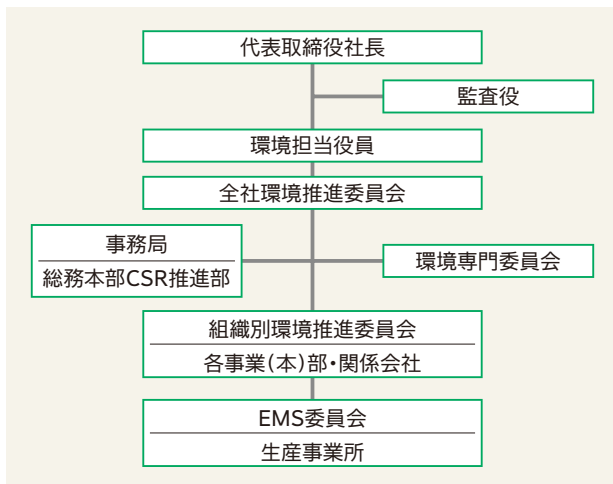 代表取締役社長
監査役
環境担当役員
全社環境推進委員会
事務局
総務本部CSR推進部
環境専門委員会
組織別環境推進委員会
各事業(本)部・関係会社
EMS委員会
生産事業所